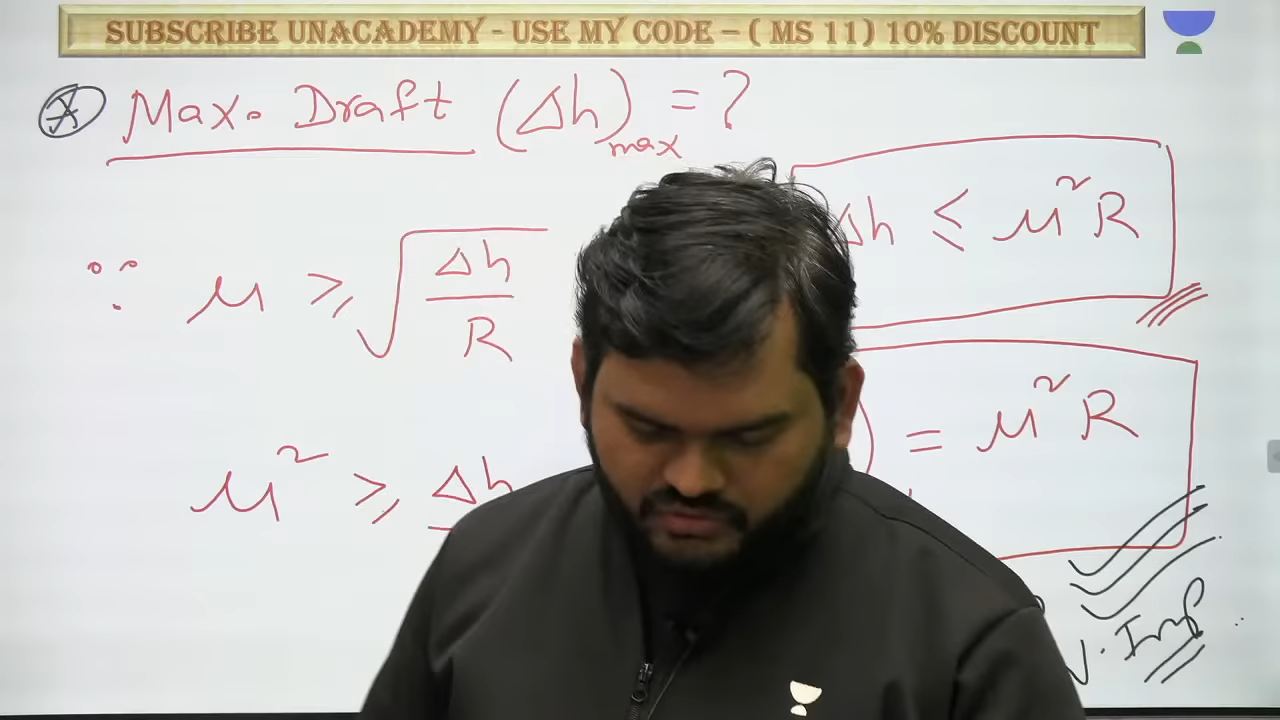 SUBSCRIBE UNACADEMY - USE MY CODE – ( MS 11 ) 10% DISCOUNT
Max. Draft (Δh)max = ?
Δh ≤ μ²R
∵ μ ≥ √(Δh/R)
) = μ²R
μ² ≥ Δh
V. Imp